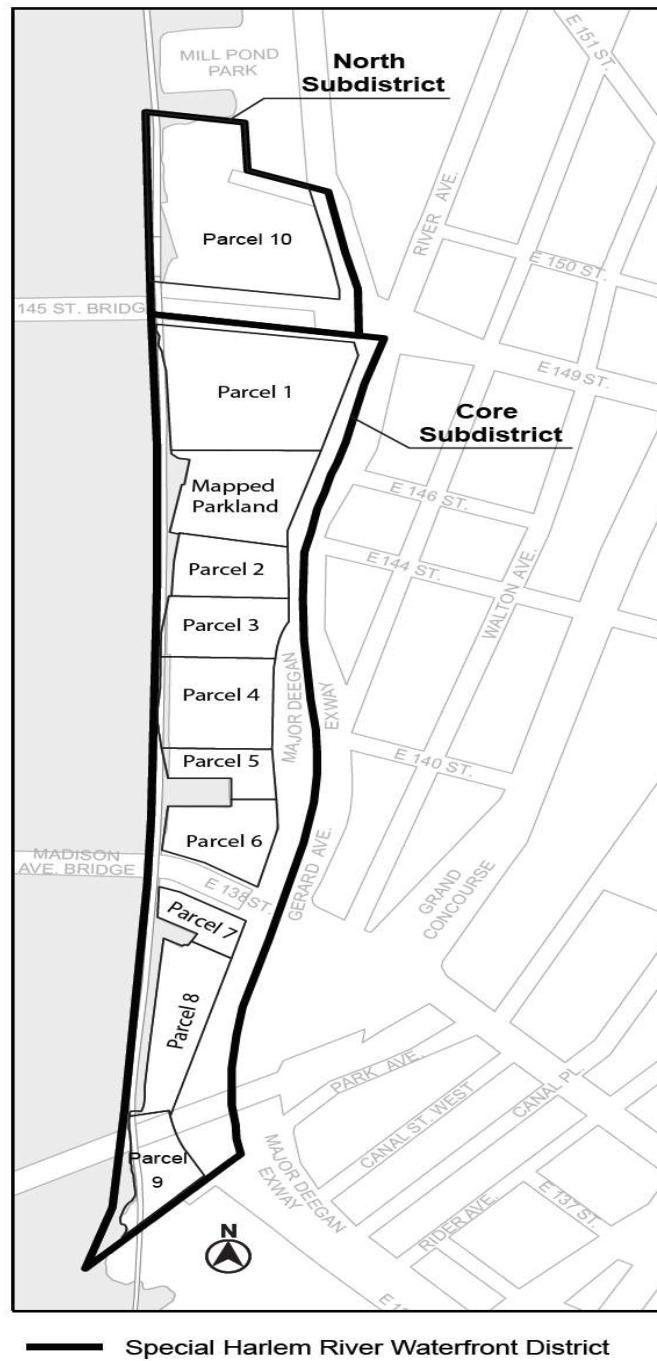 MILL POND
PARK
North
Subdistrict
E 151 ST.
RIVER AVE.
Parcel 10
E 150 ST.
145 ST. BRIDG
E 149 ST.
Parcel 1
Core
Subdistrict
Mapped
Parkland
E 146 ST.
Parcel 2
E 144 ST.
WALTON AVE.
Parcel 3
Parcel 4
MAJOR DEEGAN
EXWAY
Parcel 5
E 140 ST.
Parcel 6
MADISON
AVE. BRIDGE
E 138 ST.
GERARD AVE.
GRAND
CONCOURSE
Parcel 7
Parcel 8
PARK AVE.
CANAL PL.
CANAL ST. WEST
Parcel
9
MAJOR DEEGAN
EXWAY
RIDER AVE.
E 137 ST.
N
Special Harlem River Waterfront District